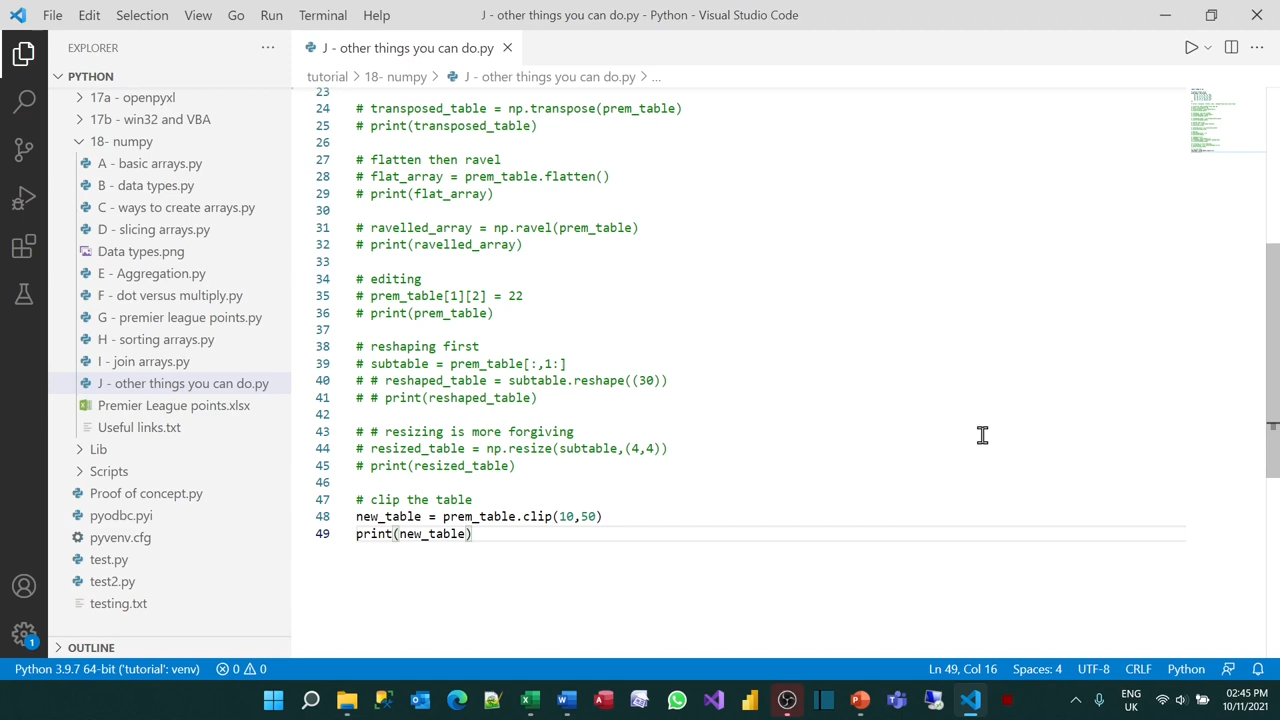 File Edit Selection View Go Run Terminal Help
J - other things you can do.py - Python - Visual Studio Code
EXPLORER
PYTHON
17a - openpyxl
17b - win32 and VBA
18- numpy
A - basic arrays.py
B - data types.py
C - ways to create arrays.py
D - slicing arrays.py
Data types.png
E - Aggregation.py
F - dot versus multiply.py
G - premier league points.py
H - sorting arrays.py
I - join arrays.py
J - other things you can do.py
Premier League points.xlsx
Useful links.txt
Lib
Scripts
Proof of concept.py
pyodbc.pyi
pyvenv.cfg
test.py
test2.py
testing.txt
OUTLINE
J - other things you can do.py
tutorial > 18- numpy > J - other things you can do.py > ...
23
24 # transposed_table = np.transpose(prem_table)
25 # print(transposed_table)
26
27 # flatten then ravel
28 # flat_array = prem_table.flatten()
29 # print(flat_array)
30
31 # ravelled_array = np.ravel(prem_table)
32 # print(ravelled_array)
33
34 # editing
35 # prem_table[1][2] = 22
36 # print(prem_table)
37
38 # reshaping first
39 # subtable = prem_table[:,1:]
40 # # reshaped_table = subtable.reshape((30))
41 # # print(reshaped_table)
42
43 # # resizing is more forgiving
44 # resized_table = np.resize(subtable,(4,4))
45 # print(resized_table)
46
47 # clip the table
48 new_table = prem_table.clip(10,50)
49 print(new_table)
1
Python 3.9.7 64-bit ('tutorial': venv) 0 0
Ln 49, Col 16 Spaces: 4 UTF-8 CRLF Python
ENG
UK
02:45 PM
10/11/2021